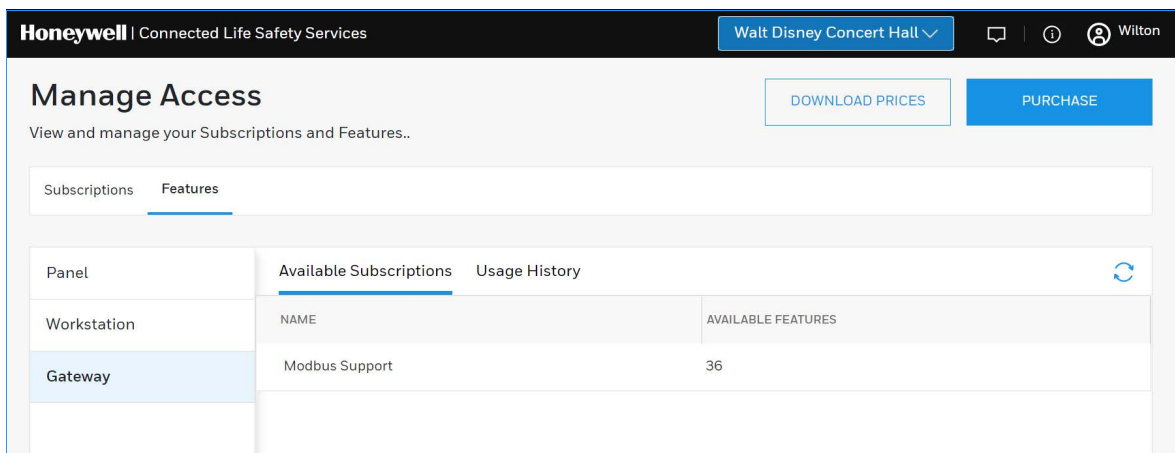 Honeywell | Connected Life Safety Services
Walt Disney Concert Hall
Wilton
Manage Access
DOWNLOAD PRICES
PURCHASE
View and manage your Subscriptions and Features..
Subscriptions
Features
Panel
Workstation
Gateway
Available Subscriptions
Usage History
NAME
AVAILABLE FEATURES
Modbus Support
36